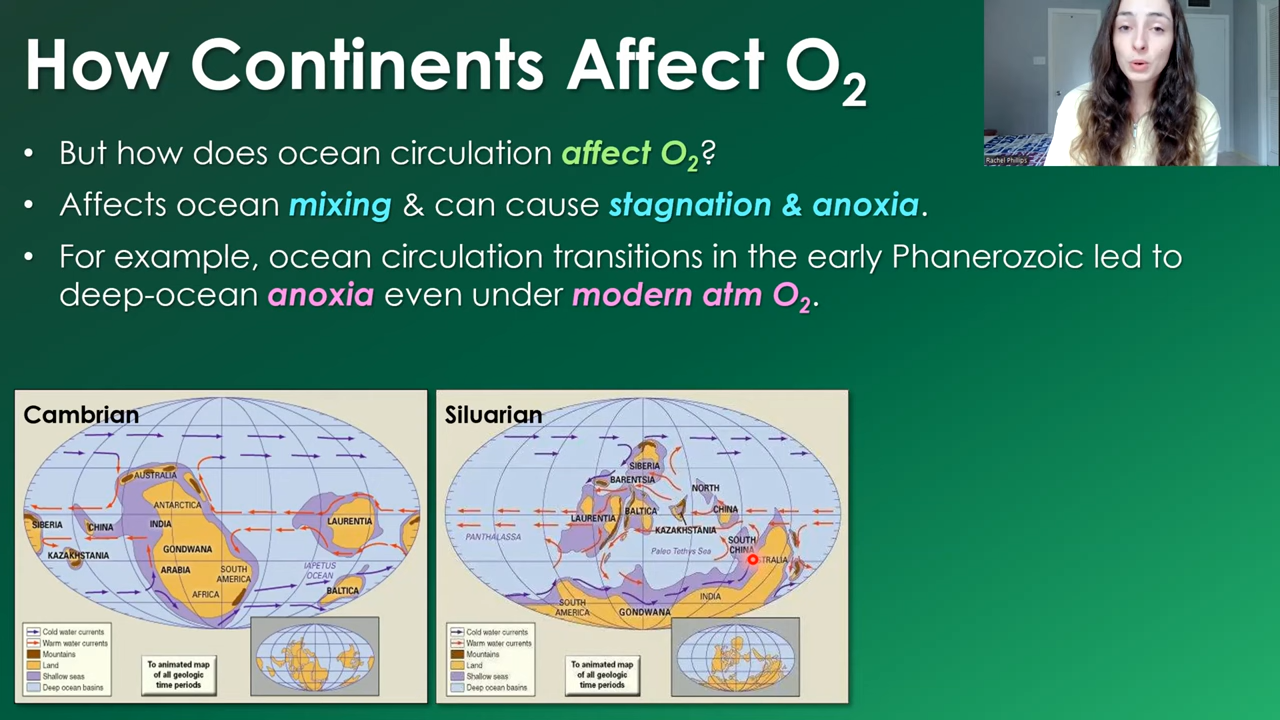 How Continents Affect O2
Rachel Phillips
• But how does ocean circulation affect O2?
• Affects ocean mixing & can cause stagnation & anoxia.
• For example, ocean circulation transitions in the early Phanerozoic led to
deep-ocean anoxia even under modern atm O2.
Cambrian
AUSTRALIA
ANTARCTICA
SIBERIA
CHINA
INDIA
LAURENTIA
GONDWANA
KAZAKHSTANIA
ARABIA
SOUTH
AMERICA
IAPETUS
OCEAN
AFRICA
BALTICA
Cold water currents
Warm water currents
Mountains
Land
Shallow seas
Deep ocean basins
To animated map
of all geologic
time periods
Siluarian
SIBERIA
BARENTSIA
NORTH
CHINA
LAURENTIA
BALTICA
KAZAKHSTANIA
PANTHALASSA
SOUTH
CHINA
Paleo Tethys Sea
TRALIA
INDIA
SOUTH
AMERICA
GONDWANA
Cold water currents
Warm water currents
Mountains
Land
Shallow seas
Deep ocean basins
To animated map
of all geologic
time periods